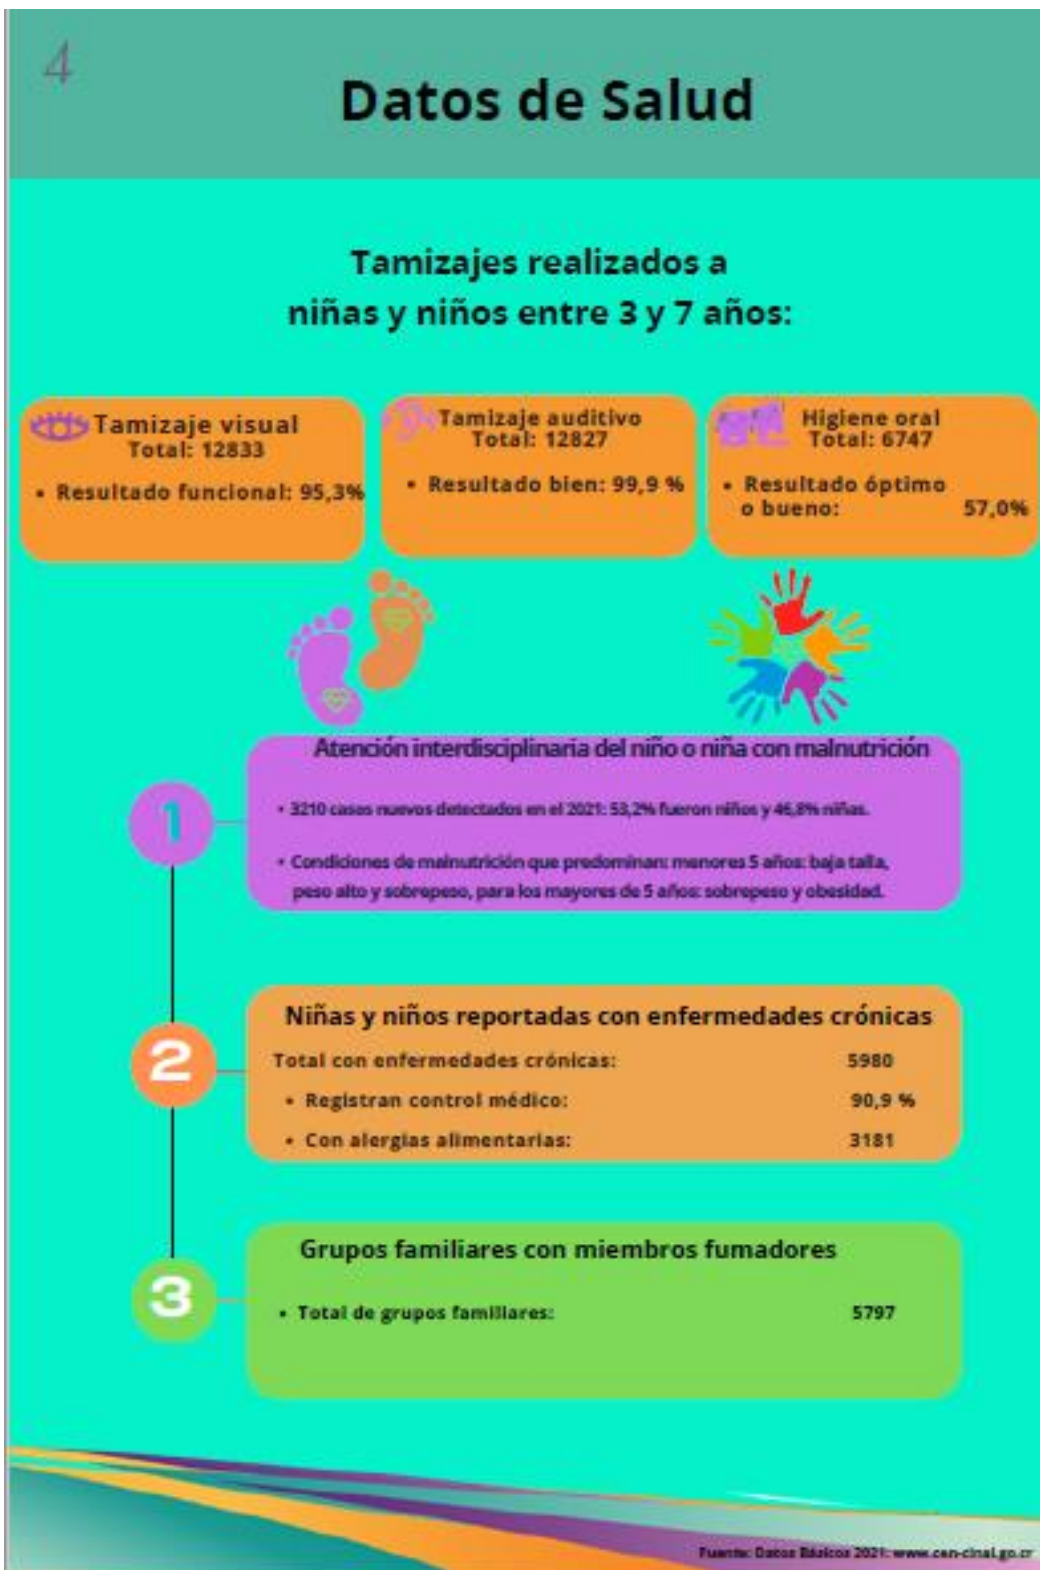 4
Datos de Salud
Tamizajes realizados a
niñas y niños entre 3 y 7 años:
Tamizaje visual
Total: 12833
• Resultado funcional: 95,3%
Tamizaje auditivo
Total: 12827
• Resultado bien: 99,9 %
Higiene oral
Total: 6747
• Resultado óptimo
o bueno: 57,0%
Atención interdisciplinaria del niño o niña con malnutrición
1
• 3210 casos nuevos detectados en el 2021: 53,2% fueron niños y 46,8% niñas.
• Condiciones de malnutrición que predominan: menores 5 años: baja talla,
peso alto y sobrepeso, para los mayores de 5 años: sobrepeso y obesidad.
2
Niñas y niños reportadas con enfermedades crónicas
Total con enfermedades crónicas: 5980
• Registran control médico: 90,9 %
• Con alergias alimentarias: 3181
3
Grupos familiares con miembros fumadores
• Total de grupos familiares: 5797
Fuente: Datos Básicos 2021: www.cen-cinai.go.cr